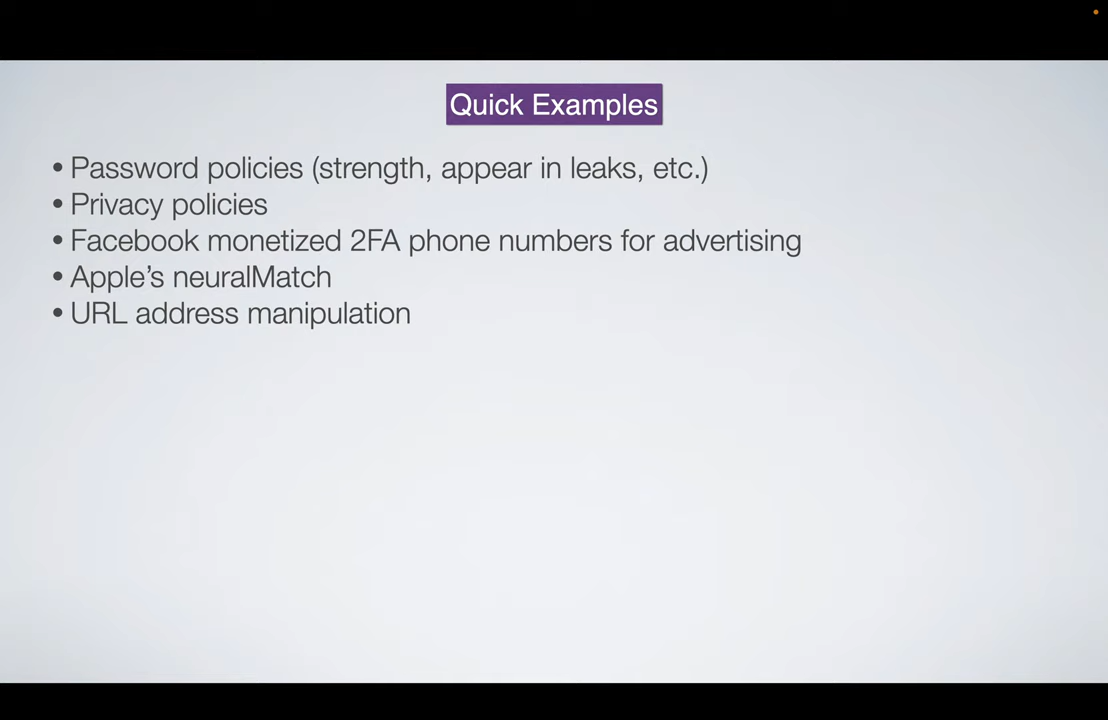 Quick Examples
• Password policies (strength, appear in leaks, etc.)
• Privacy policies
• Facebook monetized 2FA phone numbers for advertising
• Apple’s neuralMatch
• URL address manipulation